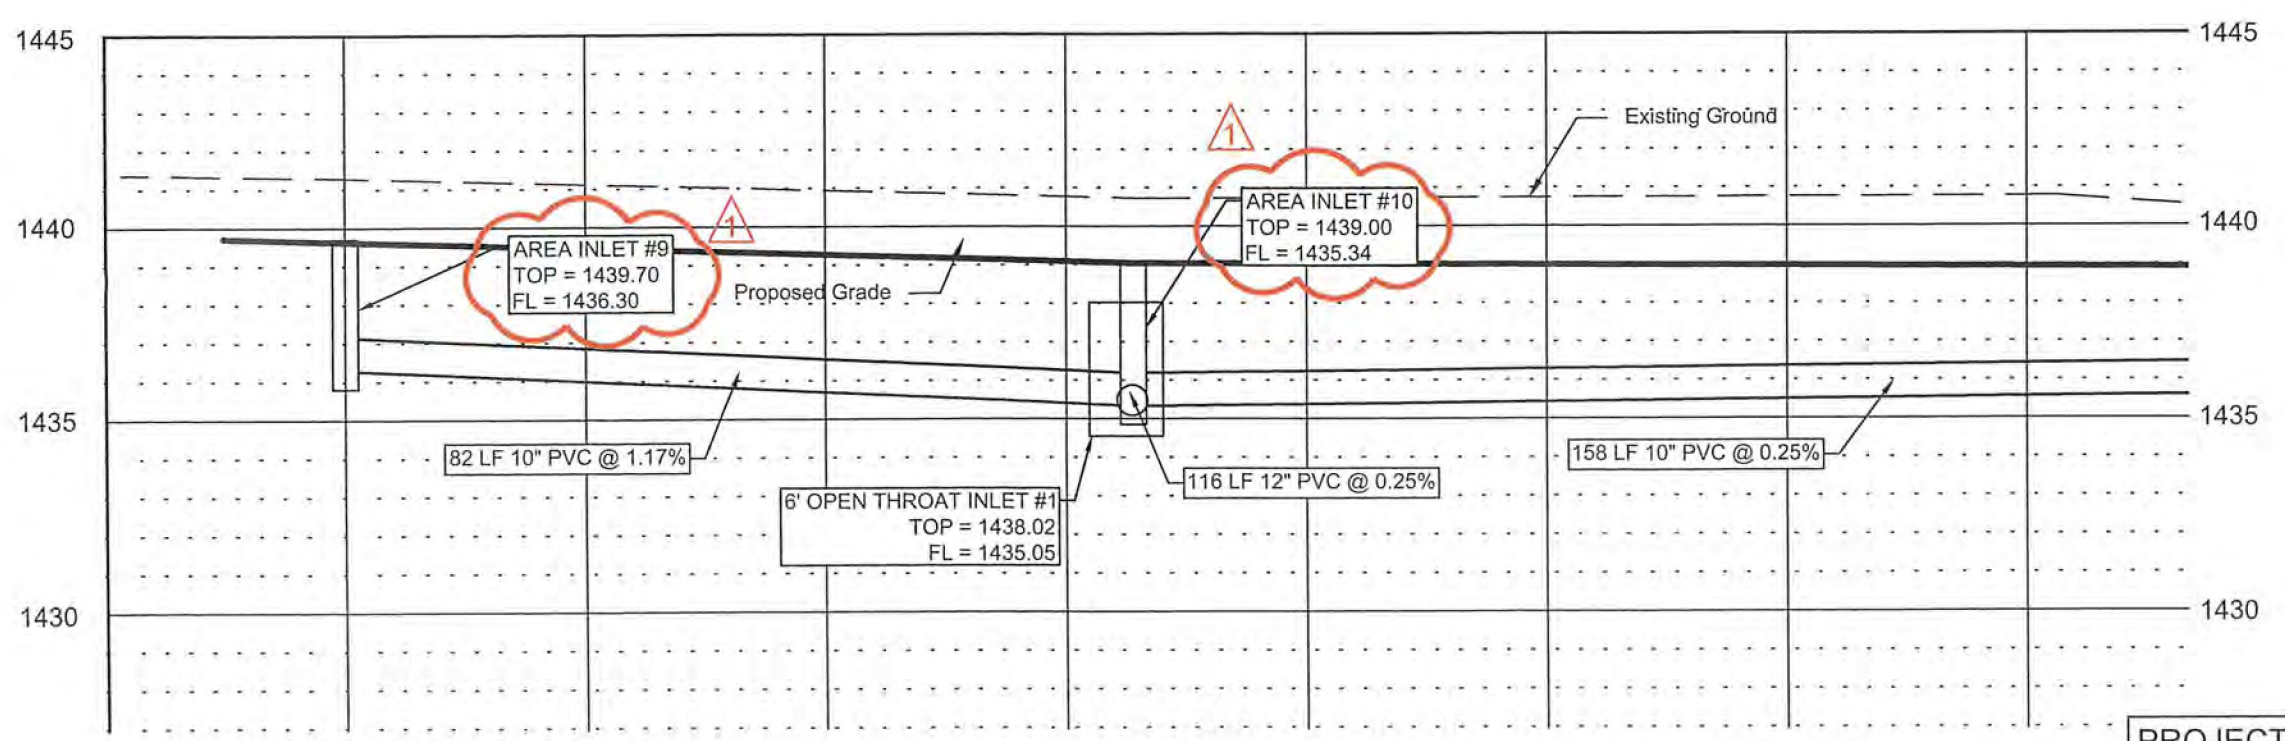 1445
1445
1
Existing Ground
AREA INLET #10
TOP = 1439.00
FL = 1435.34
1440
1440
1
AREA INLET #9
TOP = 1439.70
FL = 1436.30
Proposed Grade
1435
1435
82 LF 10" PVC @ 1.17%
158 LF 10" PVC @ 0.25%
116 LF 12" PVC @ 0.25%
6' OPEN THROAT INLET #1
TOP = 1438.02
FL = 1435.05
1430
1430
PROJECT